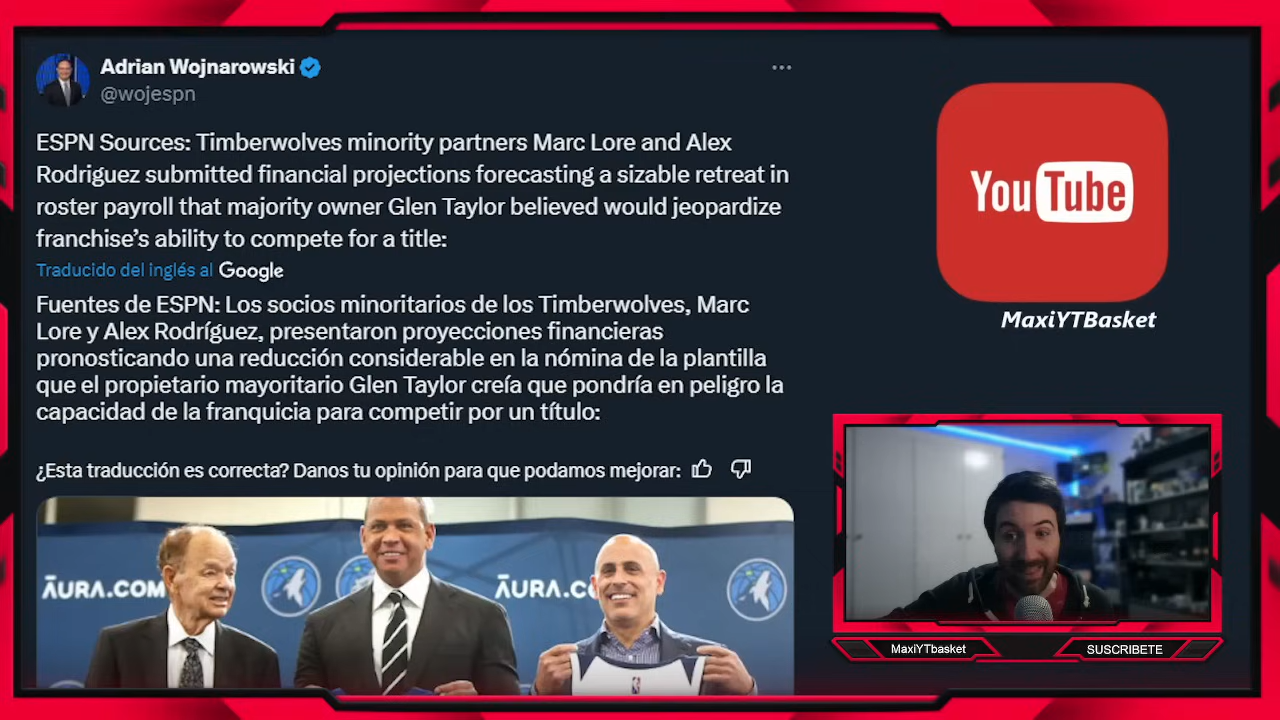 Adrian Wojnarowski
@wojespn
ESPN Sources: Timberwolves minority partners Marc Lore and Alex
Rodriguez submitted financial projections forecasting a sizable retreat in
roster payroll that majority owner Glen Taylor believed would jeopardize
franchise's ability to compete for a title:
Traducido del inglés al Google
Fuentes de ESPN: Los socios minoritarios de los Timberwolves, Marc
Lore y Alex Rodríguez, presentaron proyecciones financieras
pronosticando una reducción considerable en la nómina de la plantilla
que el propietario mayoritario Glen Taylor creía que pondría en peligro la
capacidad de la franquicia para competir por un título:
¿Esta traducción es correcta? Danos tu opinión para que podamos mejorar:
ĀURA.COM
ĀURA.C
YouTube
MaxiYTBasket
MaxiYTbasket
SUSCRIBETE